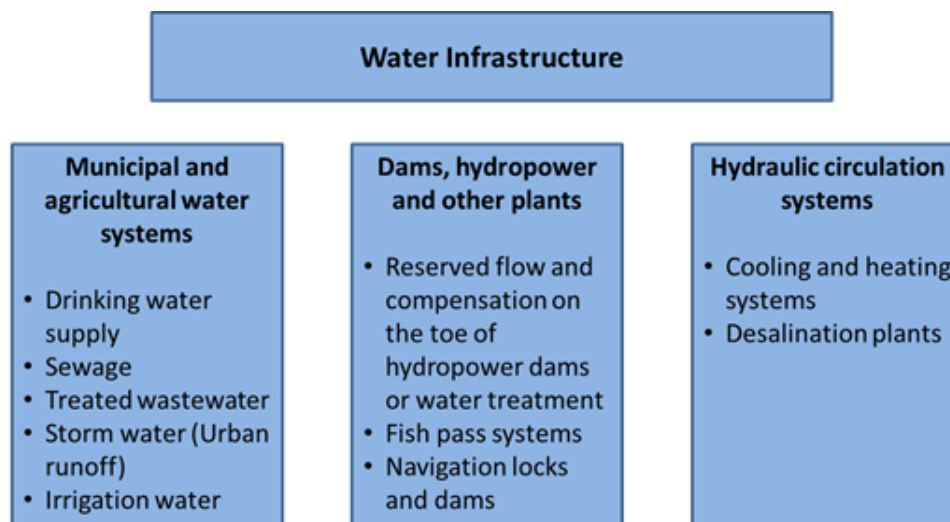 Water Infrastructure
Municipal and
agricultural water
systems
• Drinking water
supply
• Sewage
• Treated wastewater
• Storm water (Urban
runoff)
• Irrigation water
Dams, hydropower
and other plants
• Reserved flow and
compensation on
the toe of
hydropower dams
or water treatment
• Fish pass systems
• Navigation locks
and dams
Hydraulic circulation
systems
• Cooling and heating
systems
• Desalination plants